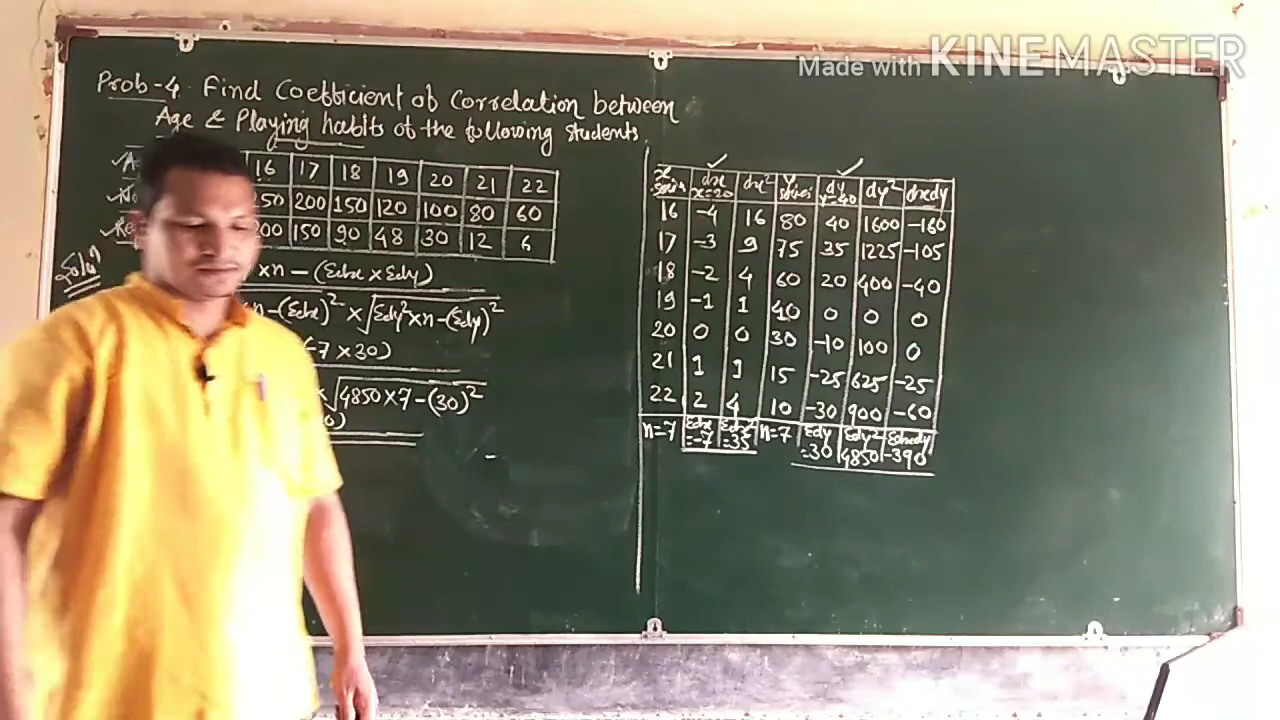 Made with KINEMASTER
Prob-4 Find Coefficient of Correlation between
Age & Playing habits of the following students.
16 17 18 19 20 21 22
250 200 150 120 100 80 60
200 150 90 48 30 12 6
Soln
×n − (Σdx × Σdy)
n − (Σdx)² × √Σdy² × n − (Σdy)²
(−7 × 30)
× √4850 × 7 − (30)²
0)
x series dx x=20 dx² y series dy y=40 dy² dxdy
16 −4 16 80 40 1600 −160
17 −3 9 75 35 1225 −105
18 −2 4 60 20 400 −40
19 −1 1 40 0 0 0
20 0 0 30 −10 100 0
21 1 1 15 −25 625 −25
22 2 4 10 −30 900 −60
n=7 Σdx =−7 Σdx² =35 n=7 Σdy =30 Σdy² 4850 Σdxdy −390